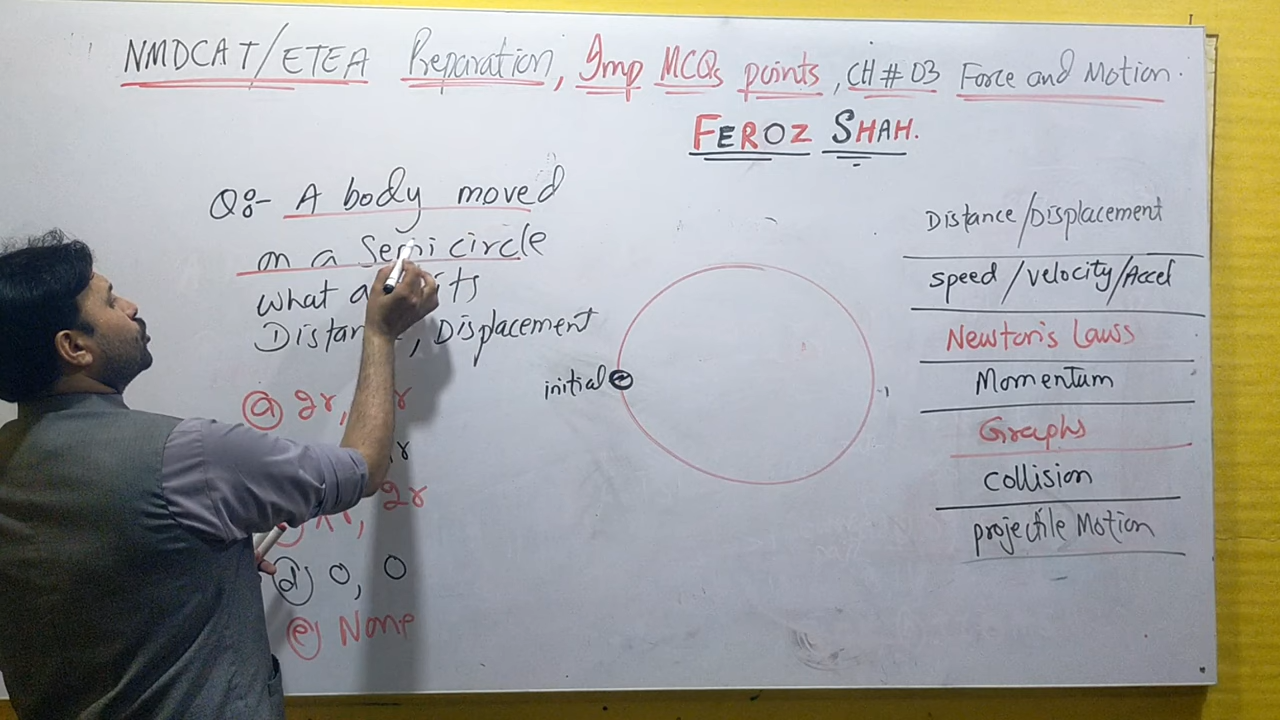 NMDCAT/ETEA Preparation, Imp MCQs points, CH # 03 Force and Motion.
FEROZ SHAH.
Q:- A body moved
on a Semi circle
what its
Displacement
initial
a) 2r, r
r
r, 2r
d) 0, 0
e) None
Distance/Displacement
speed/velocity/Accel
Newton's Laws
Momentum
Graphs
collision
projectile Motion